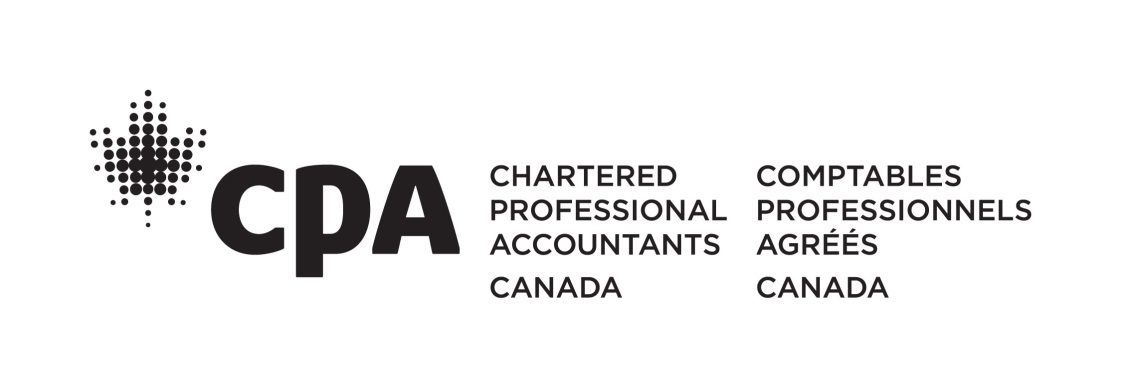 cpa
CHARTERED
PROFESSIONAL
ACCOUNTANTS
CANADA
COMPTABLES
PROFESSIONNELS
AGRÉÉS
CANADA